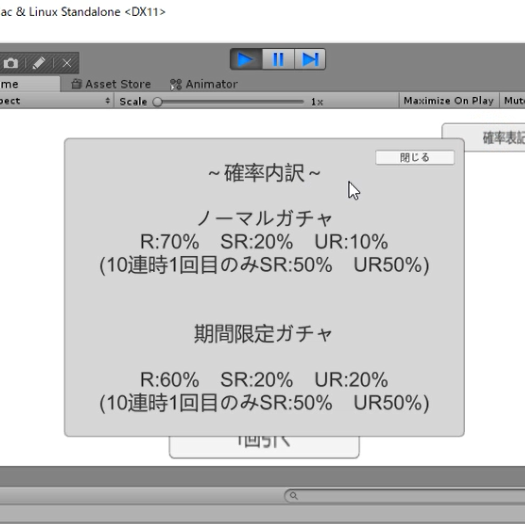 ac & Linux Standalone <DX11>
Asset Store Animator
Scale 1x Maximize On Play
確率表記
閉じる
~確率内訳~
ノーマルガチャ
R:70% SR:20% UR:10%
(10連時1回目のみSR:50% UR50%)
期間限定ガチャ
R:60% SR:20% UR:20%
(10連時1回目のみSR:50% UR50%)
1回引く